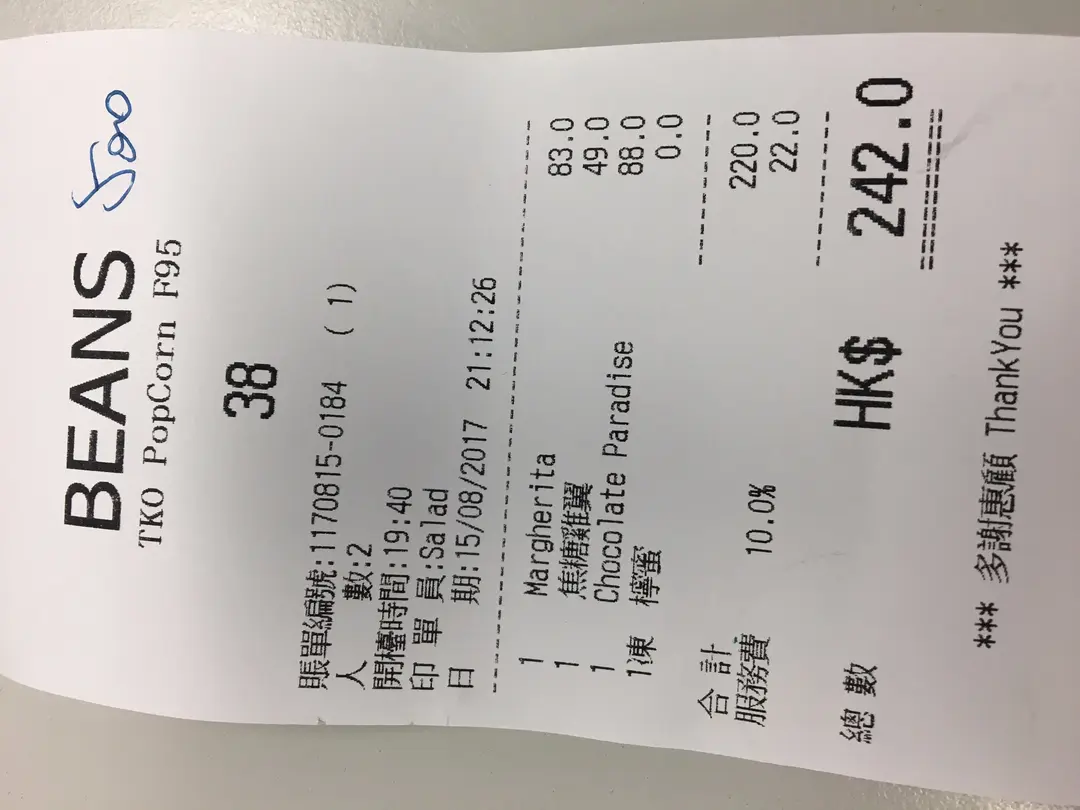 BEANS 500
TKO PopCorn F95
38
賬單編號:11170815-0184 ( 1)
人 數:2
開檯時間:19:40
印 單 員:Salad
日 期:15/08/2017 21:12:26
1 Margherita 83.0
1 焦糖雞翼 49.0
1 Chocolate Paradise 88.0
1凍 檸蜜 0.0
合 計 220.0
服務費 10.0% 22.0
總 數 HK$ 242.0
*** 多謝惠顧 ThankYou ***